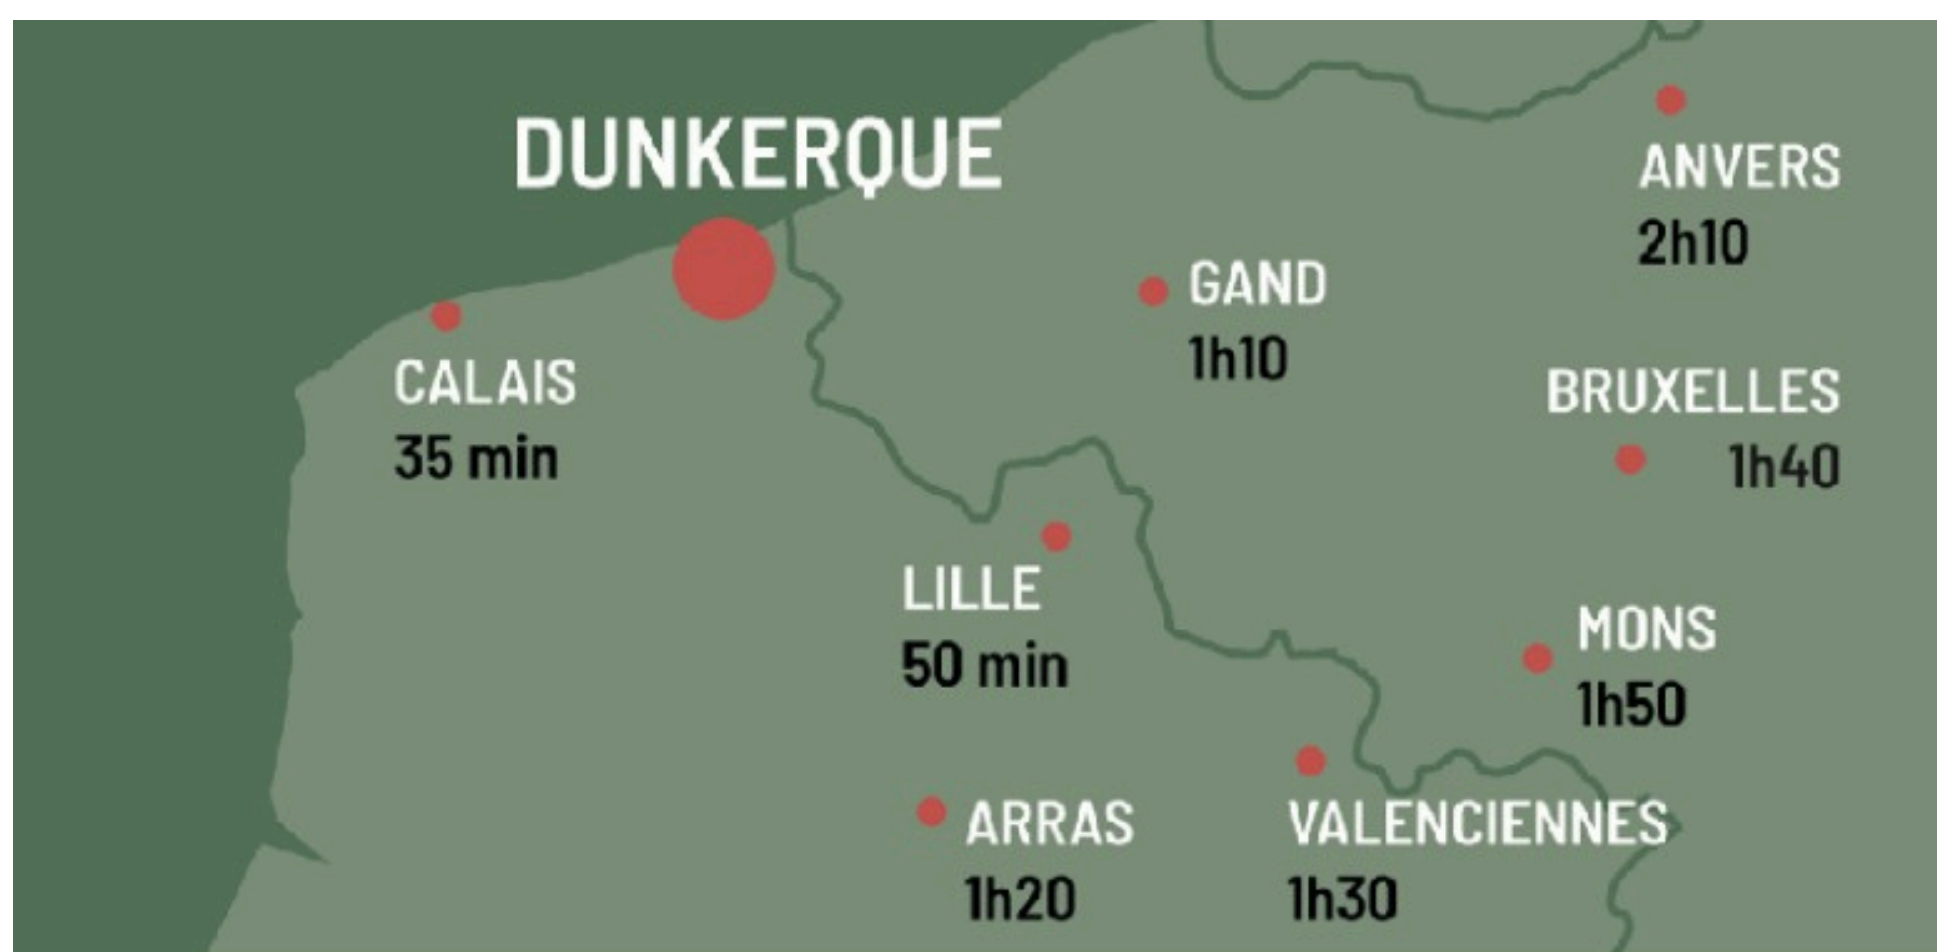 DUNKERQUE
ANVERS
2h10
GAND
1h10
CALAIS
35 min
BRUXELLES
1h40
LILLE
50 min
MONS
1h50
ARRAS
1h20
VALENCIENNES
1h30